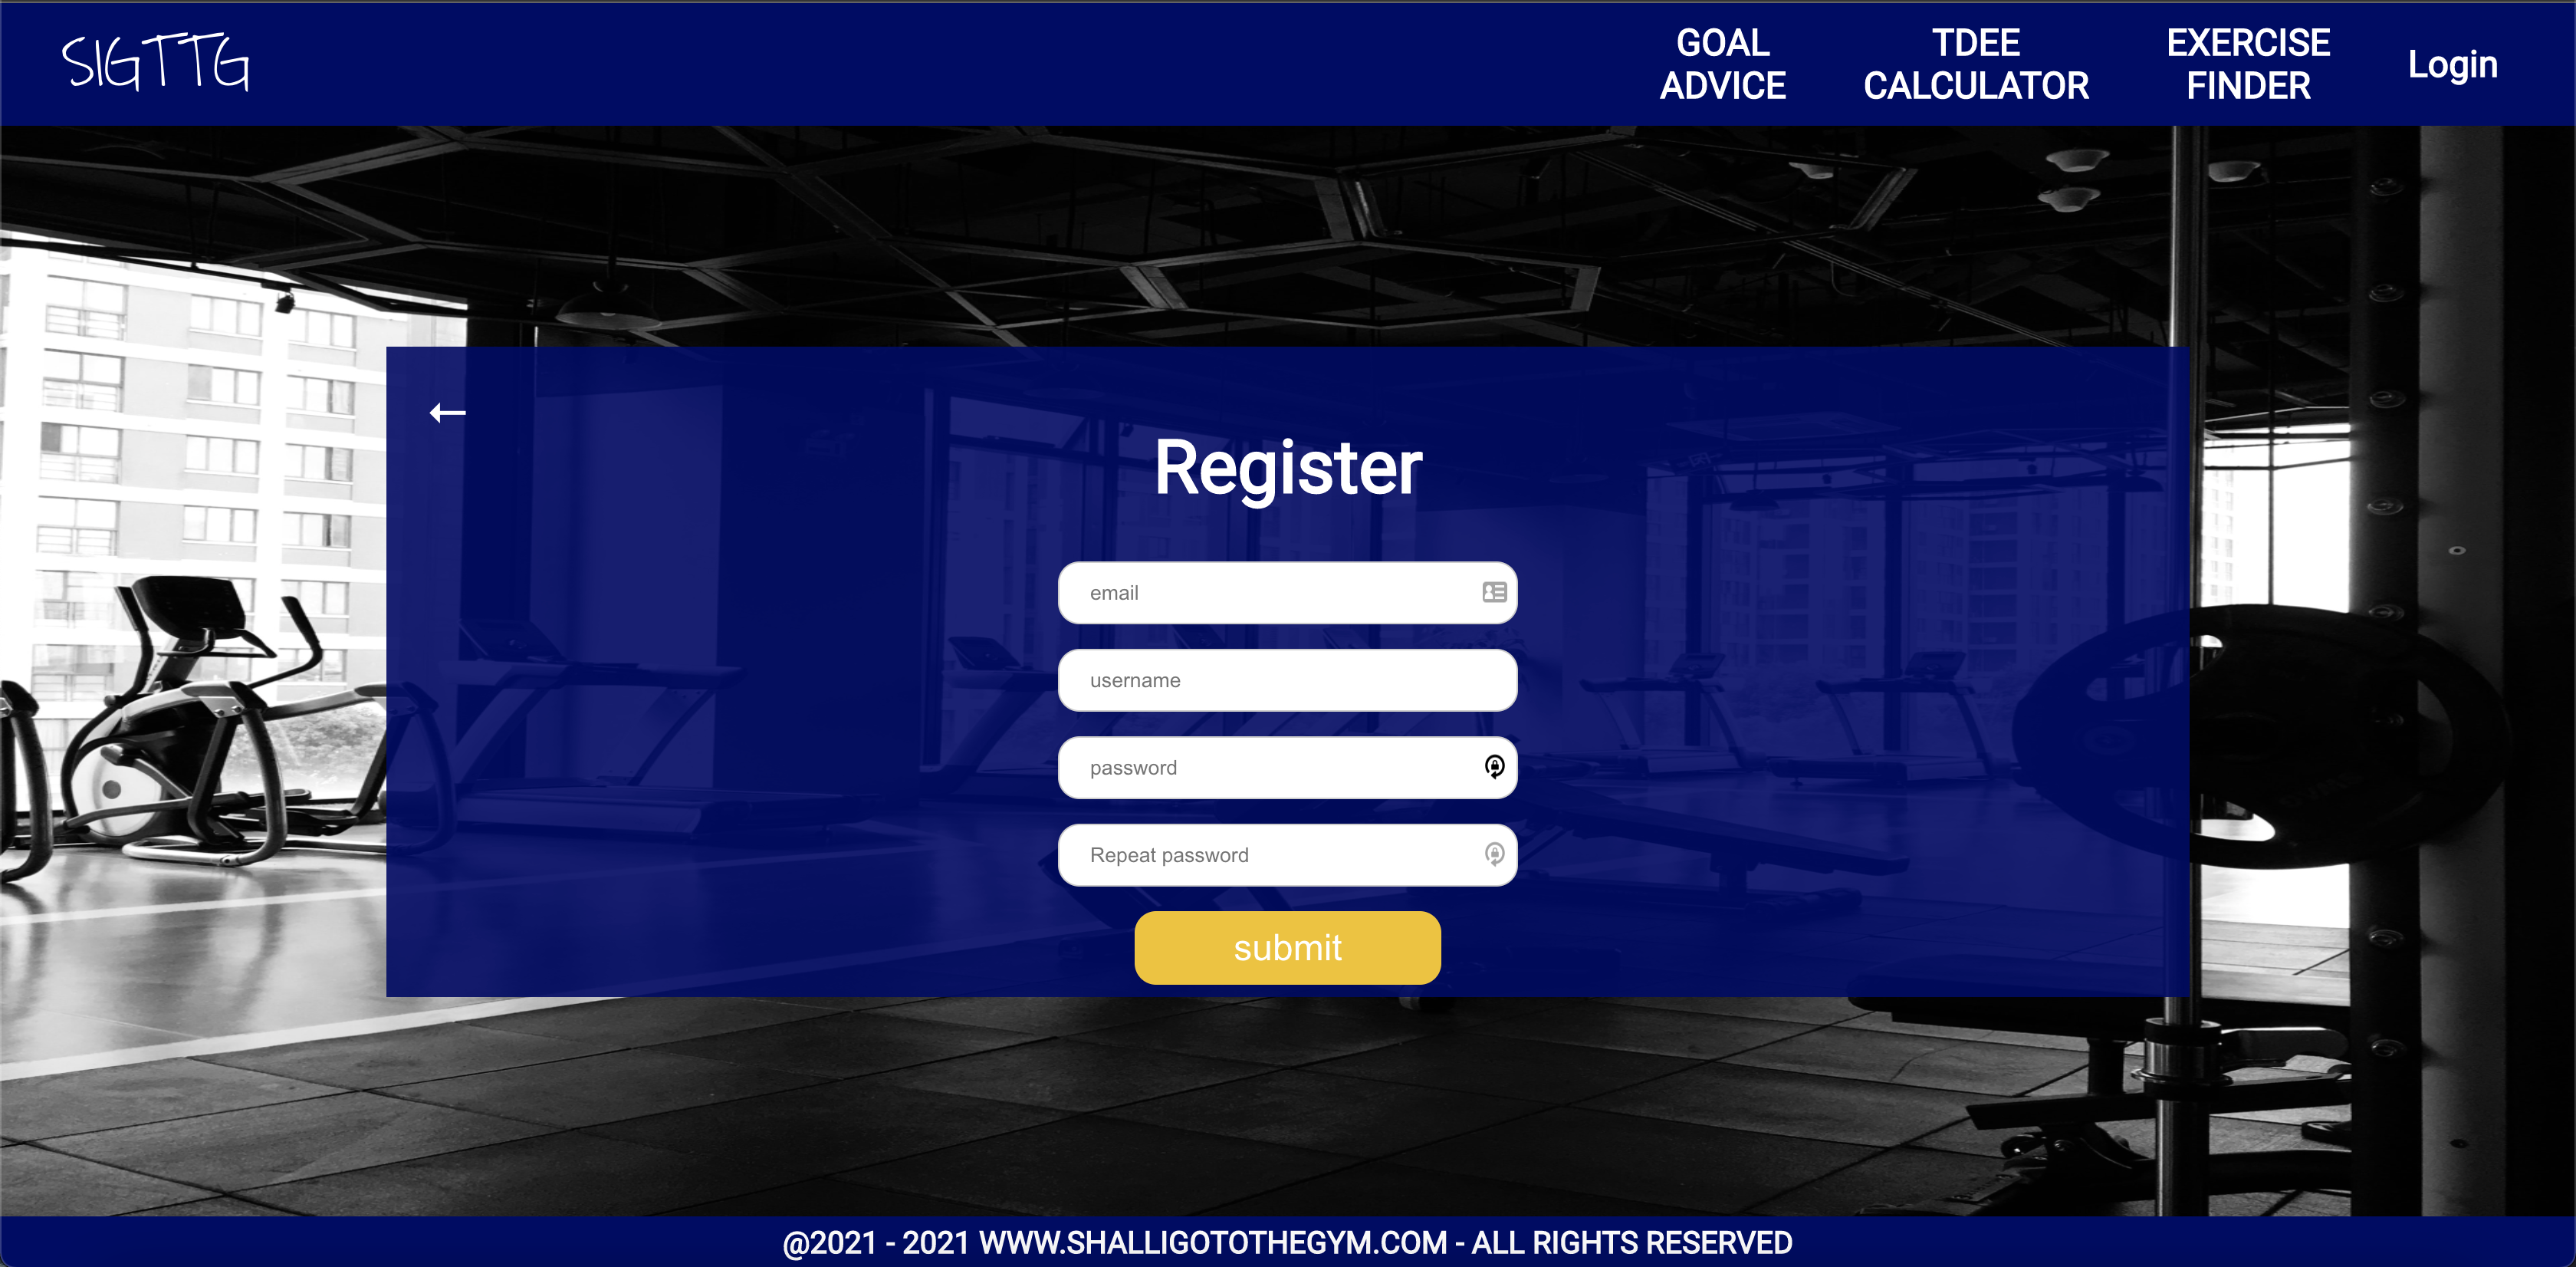 SIGTTG
GOAL
ADVICE
TDEE
CALCULATOR
EXERCISE
FINDER
Login
Register
email
username
password
Repeat password
submit
@2021 - 2021 WWW.SHALLIGOTOTHEGYM.COM - ALL RIGHTS RESERVED